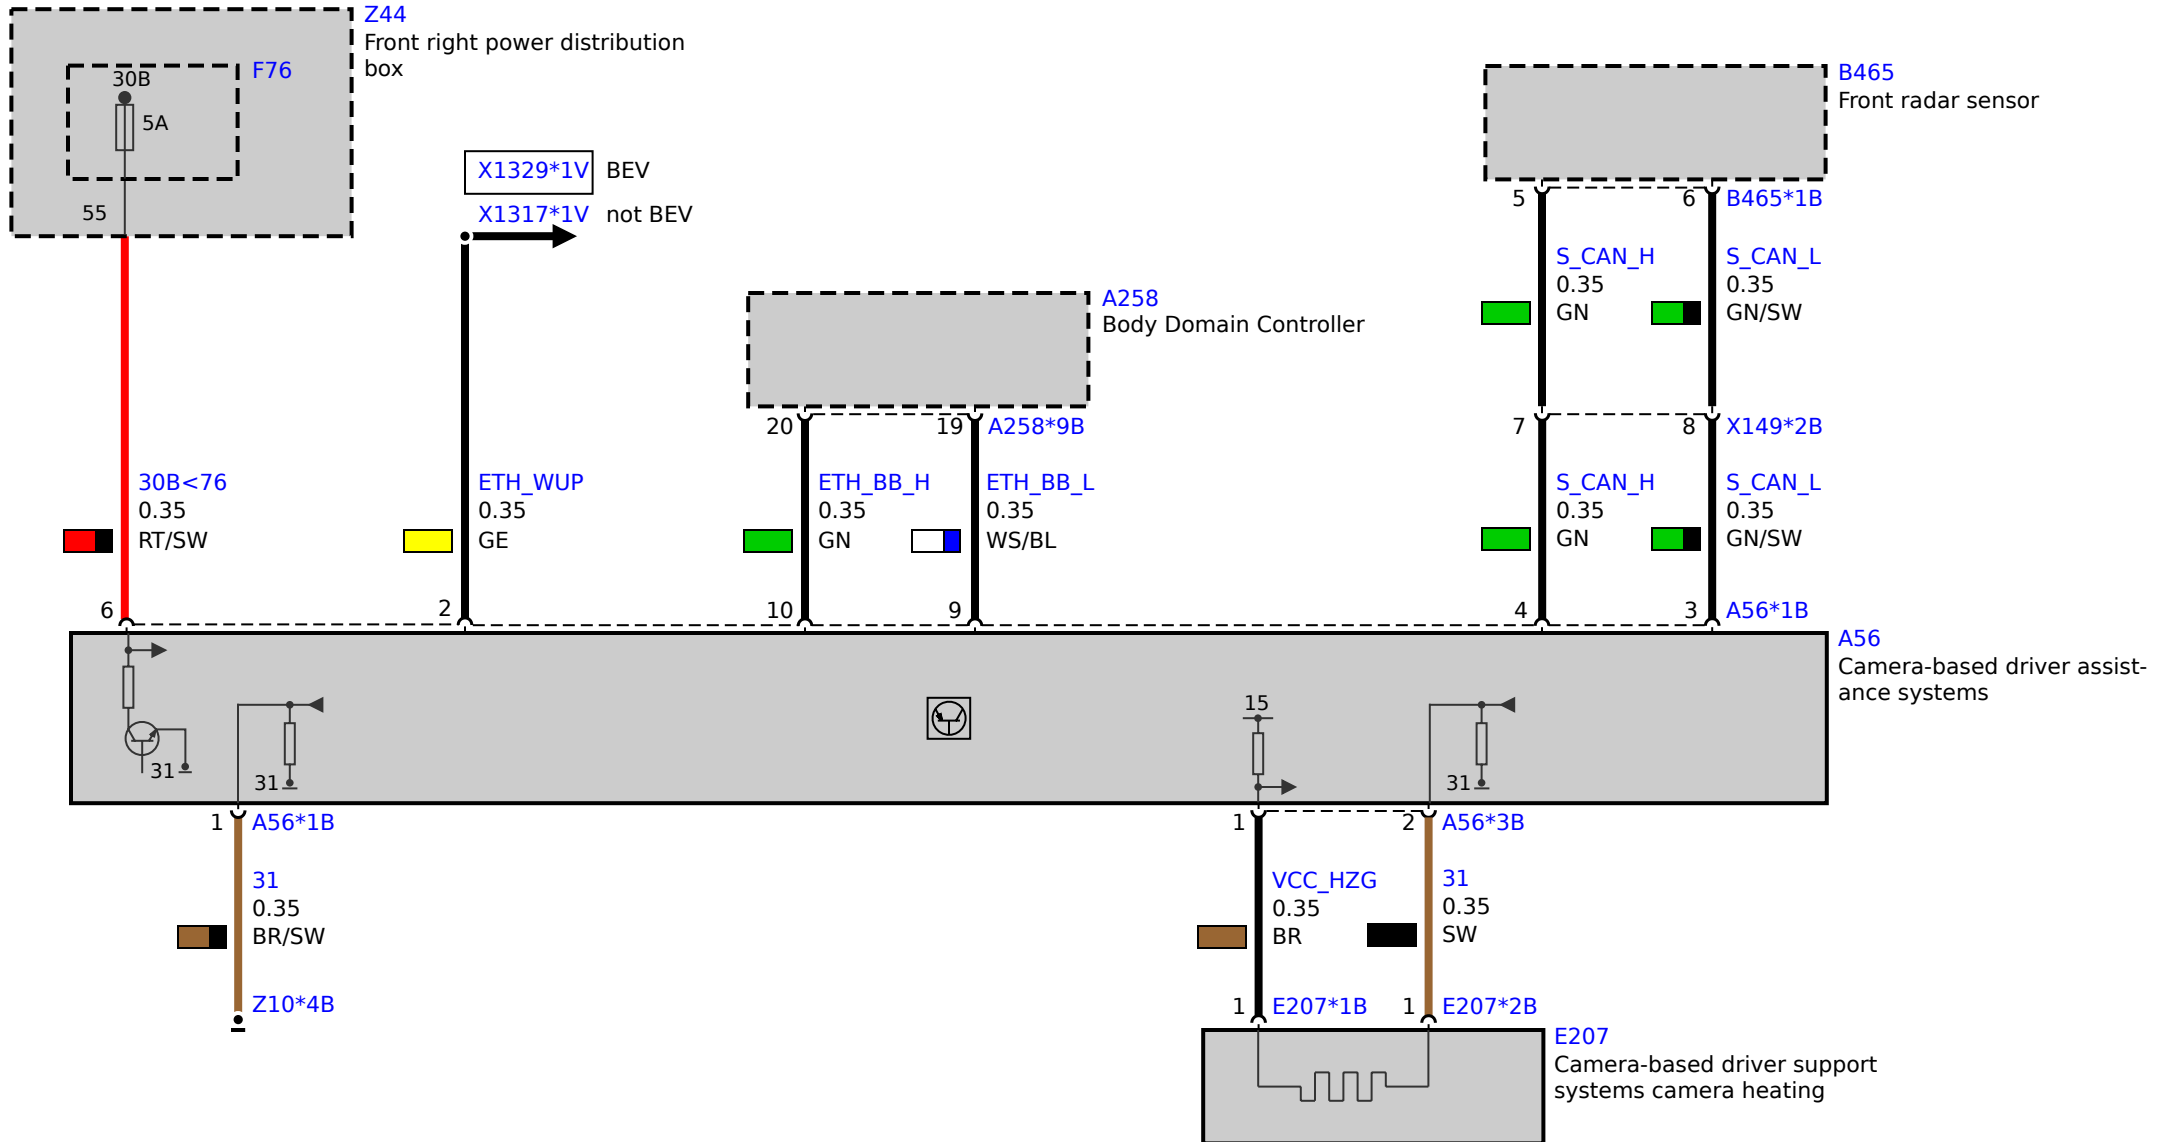 Z44
Front right power distribution
box
F76
30B
5A
55
X1329*1V BEV
X1317*1V not BEV
B465
Front radar sensor
5 6 B465*1B
S_CAN_H S_CAN_L
0.35 0.35
GN GN/SW
A258
Body Domain Controller
20 19 A258*9B
7 8 X149*2B
30B<76 ETH_WUP ETH_BB_H ETH_BB_L S_CAN_H S_CAN_L
0.35 0.35 0.35 0.35 0.35 0.35
RT/SW GE GN WS/BL GN GN/SW
6 2 10 9 4 3 A56*1B
A56
Camera-based driver assist-
ance systems
15
31 31 31
1 A56*1B 1 2 A56*3B
31 VCC_HZG 31
0.35 0.35 0.35
BR/SW BR SW
Z10*4B 1 E207*1B 1 E207*2B
E207
Camera-based driver support
systems camera heating